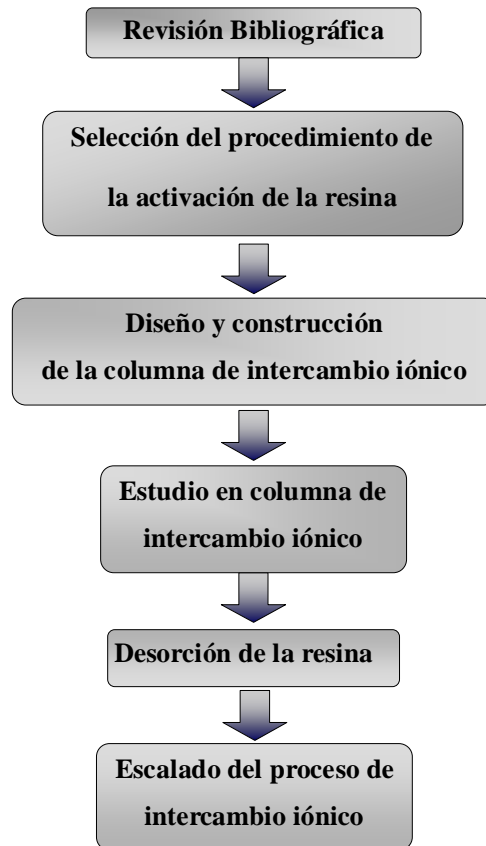 Revisión Bibliográfica
Selección del procedimiento de
la activación de la resina
Diseño y construcción
de la columna de intercambio iónico
Estudio en columna de
intercambio iónico
Desorción de la resina
Escalado del proceso de
intercambio iónico